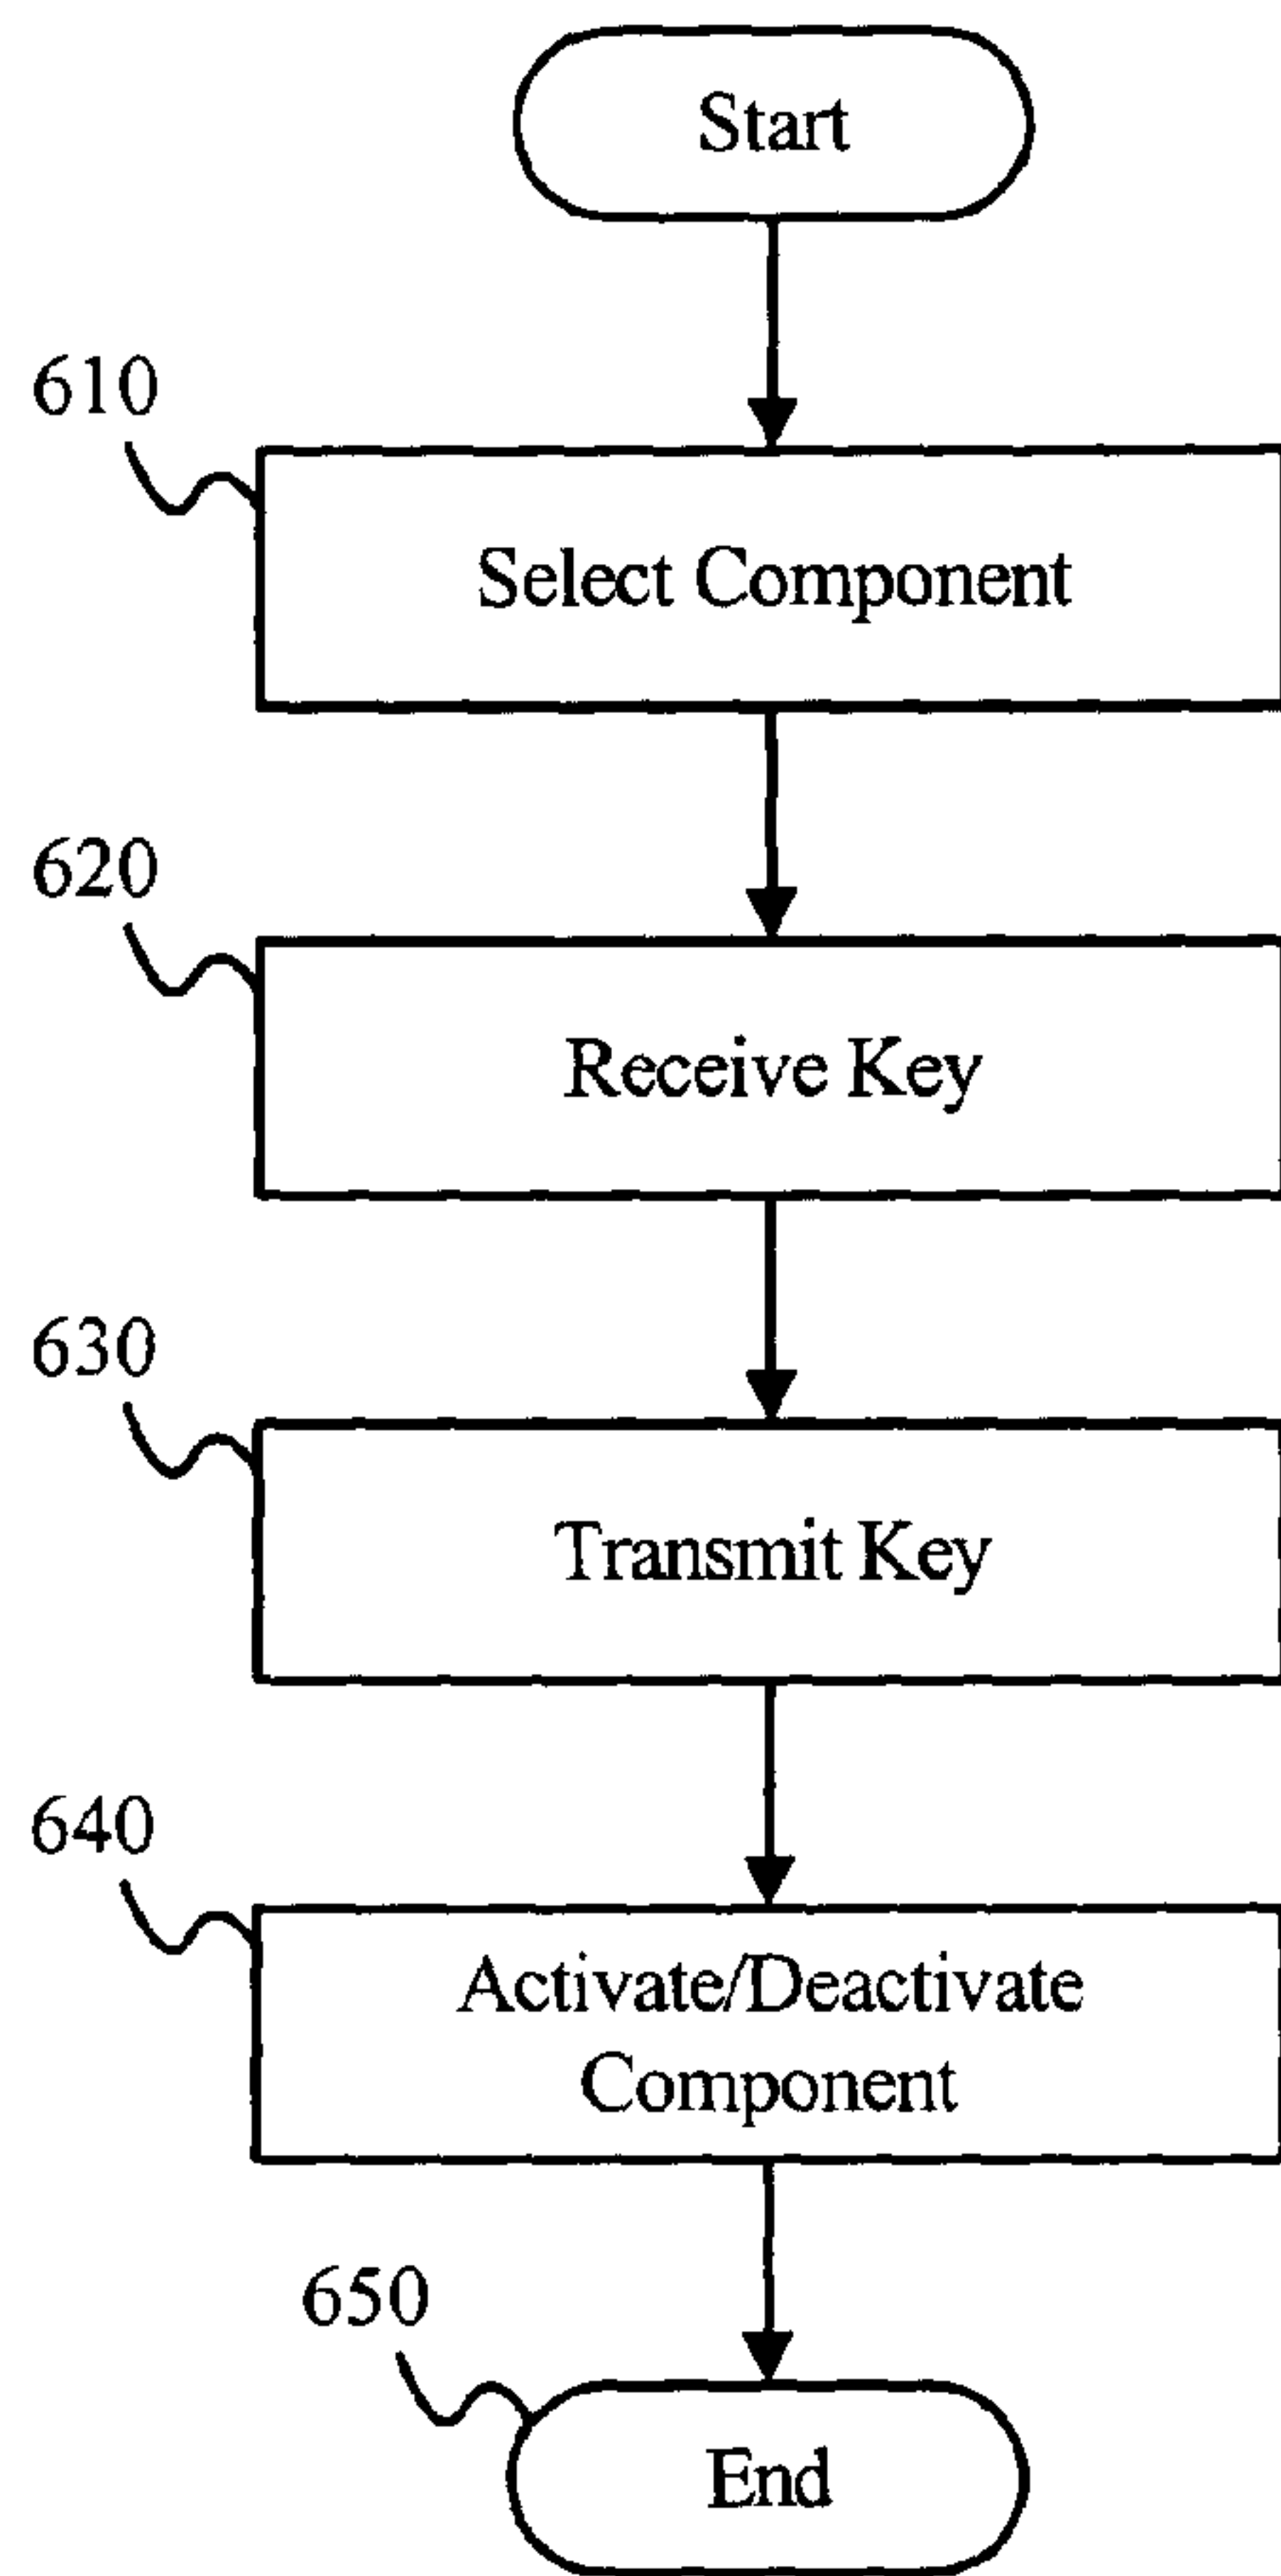 Start
610
Select Component
620
Receive Key
630
Transmit Key
640
Activate/Deactivate
Component
650
End